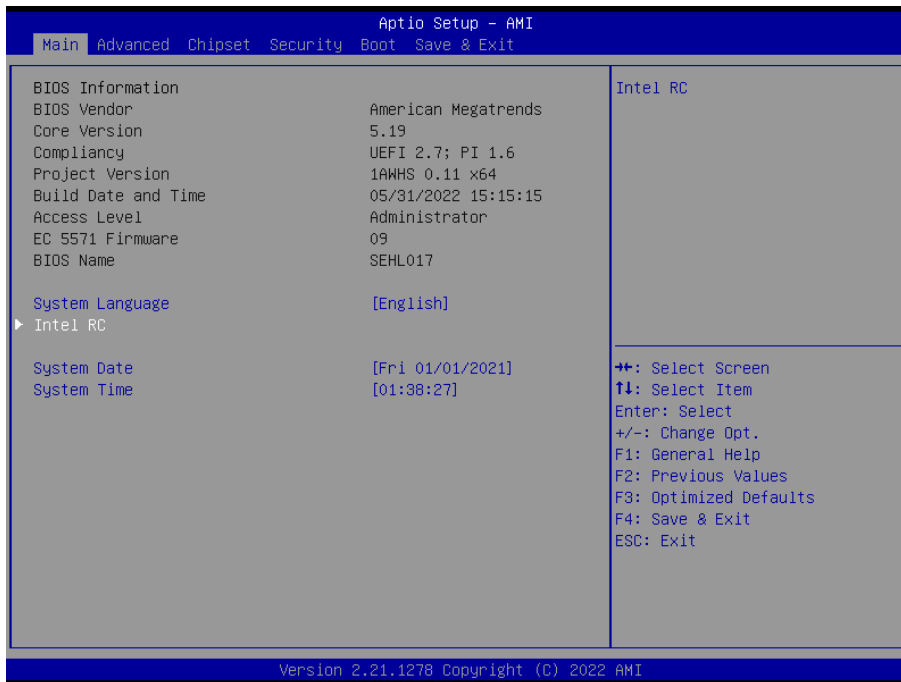 Aptio Setup – AMI
Main Advanced Chipset Security Boot Save & Exit
BIOS Information
BIOS Vendor American Megatrends
Core Version 5.19
Compliancy UEFI 2.7; PI 1.6
Project Version 1AWHS 0.11 x64
Build Date and Time 05/31/2022 15:15:15
Access Level Administrator
EC 5571 Firmware 09
BIOS Name SEHL017
System Language [English]
Intel RC
System Date [Fri 01/01/2021]
System Time [01:38:27]
Intel RC
→←: Select Screen
↑↓: Select Item
Enter: Select
+/-: Change Opt.
F1: General Help
F2: Previous Values
F3: Optimized Defaults
F4: Save & Exit
ESC: Exit
Version 2.21.1278 Copyright (C) 2022 AMI